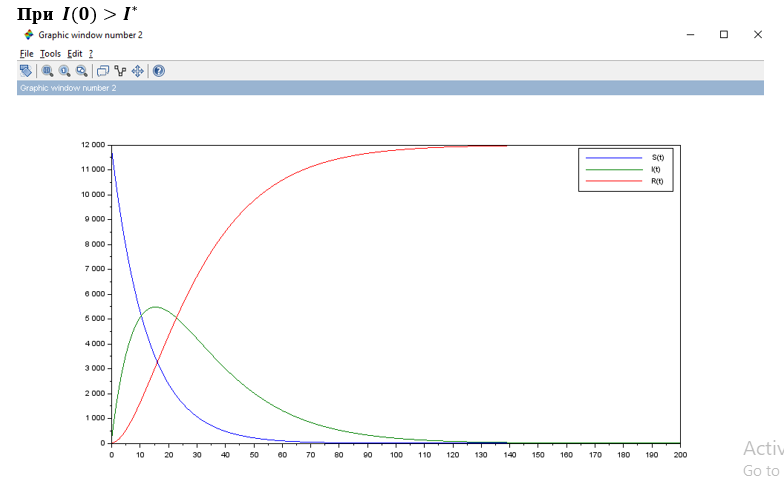 При I(0) > I*
Graphic window number 2
File Tools Edit ?
Graphic window number 2
12 000
11 000
10 000
9 000
8 000
7 000
6 000
5 000
4 000
3 000
2 000
1 000
0
0 10 20 30 40 50 60 70 80 90 100 110 120 130 140 150 160 170 180 190 200
S(t)
I(t)
R(t)
Activ
Go to